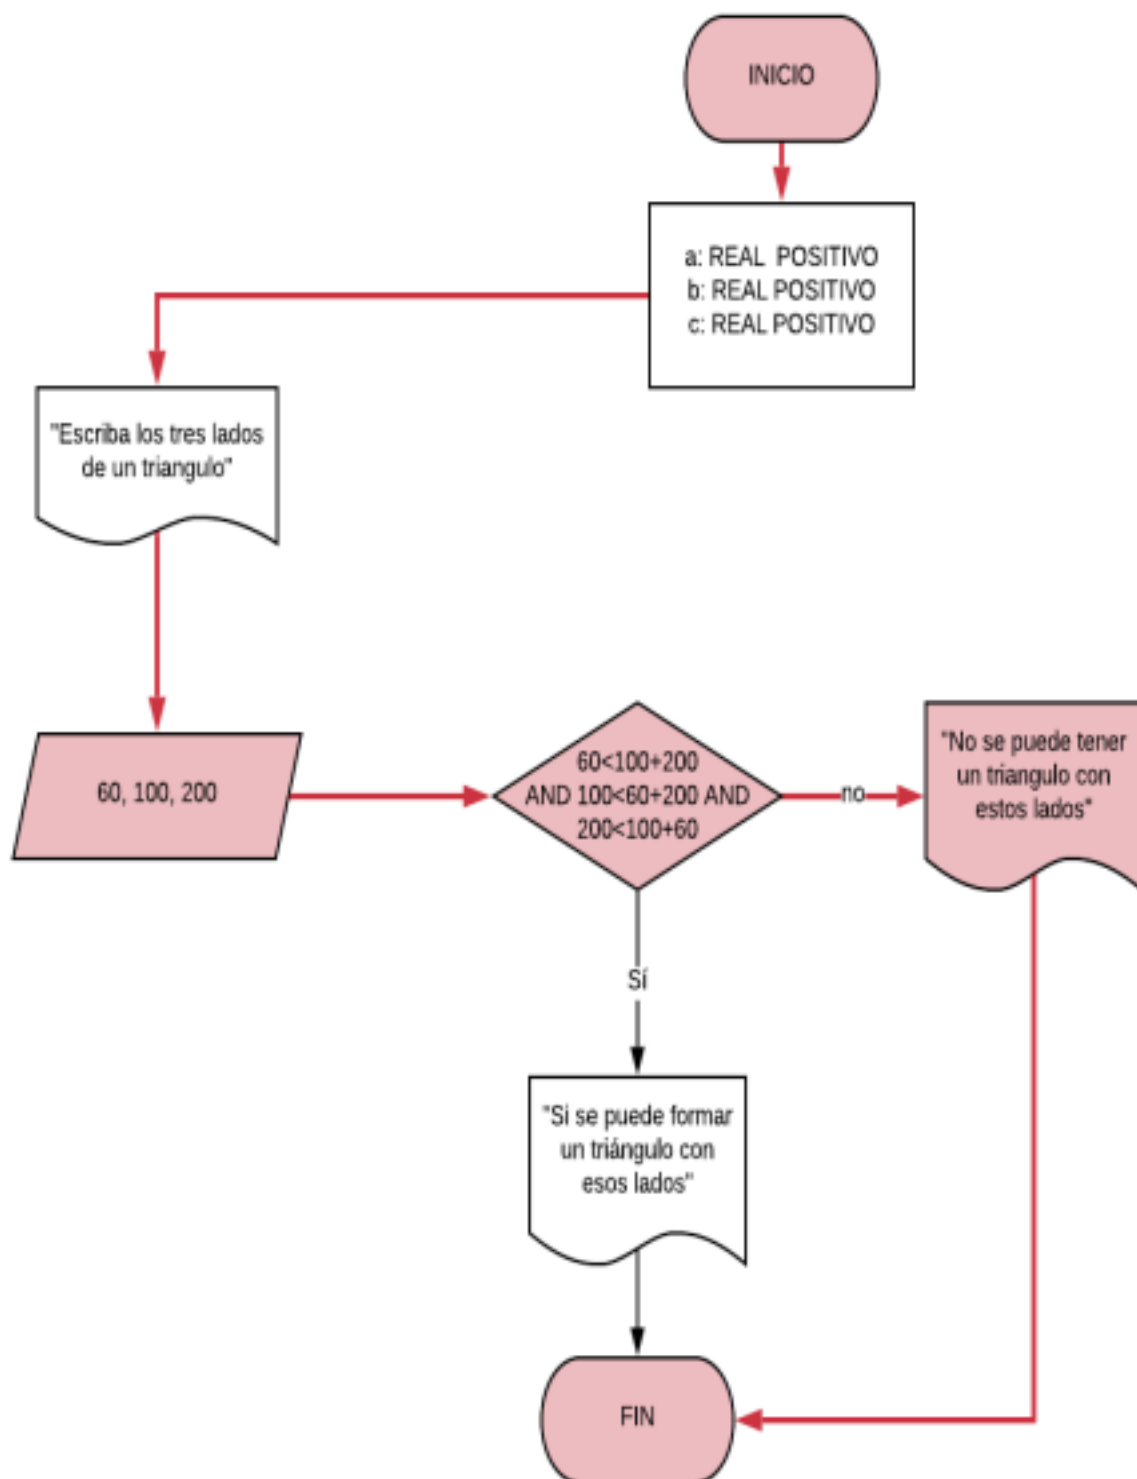 INICIO
a: REAL POSITIVO
b: REAL POSITIVO
c: REAL POSITIVO
"Escriba los tres lados
de un triangulo"
60, 100, 200
60<100+200
AND 100<60+200 AND
200<100+60
no
"No se puede tener
un triangulo con
estos lados"
Sí
"Si se puede formar
un triángulo con
esos lados"
FIN